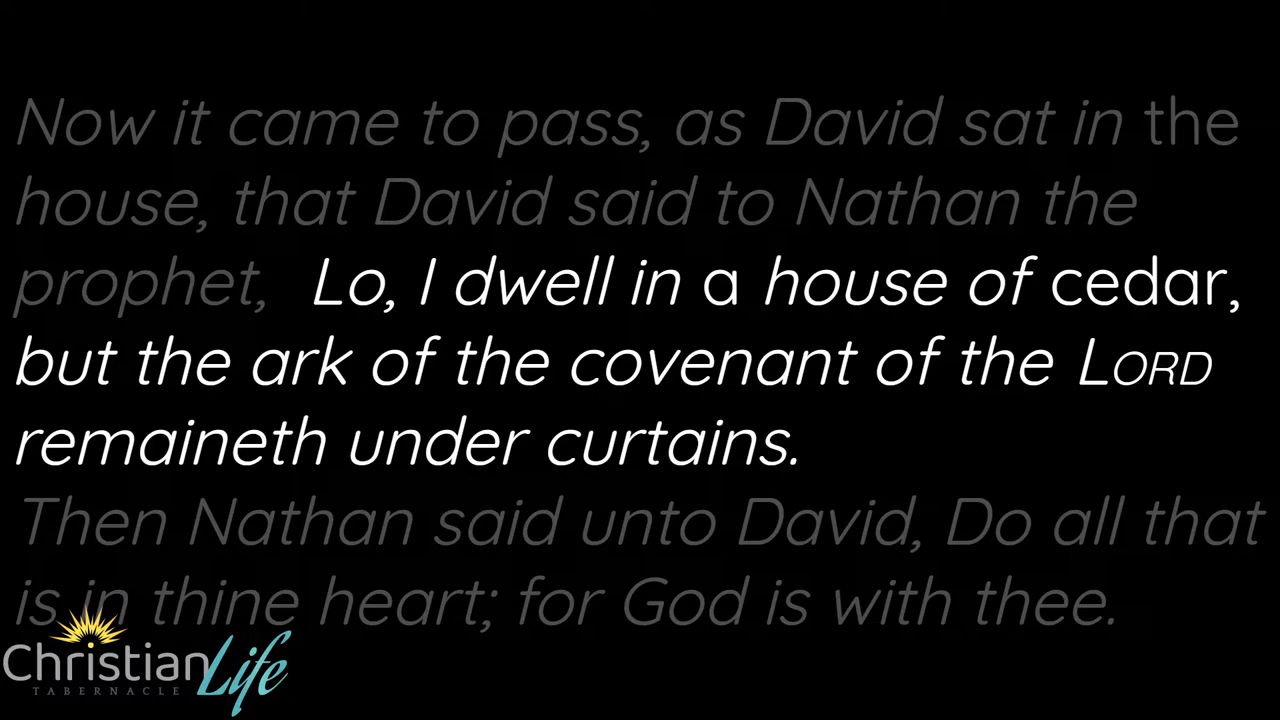 Now it came to pass, as David sat in the
house, that David said to Nathan the
prophet, Lo, I dwell in a house of cedar,
but the ark of the covenant of the LORD
remaineth under curtains.
Then Nathan said unto David, Do all that
is in thine heart; for God is with thee.
Christian Life
TABERNACLE